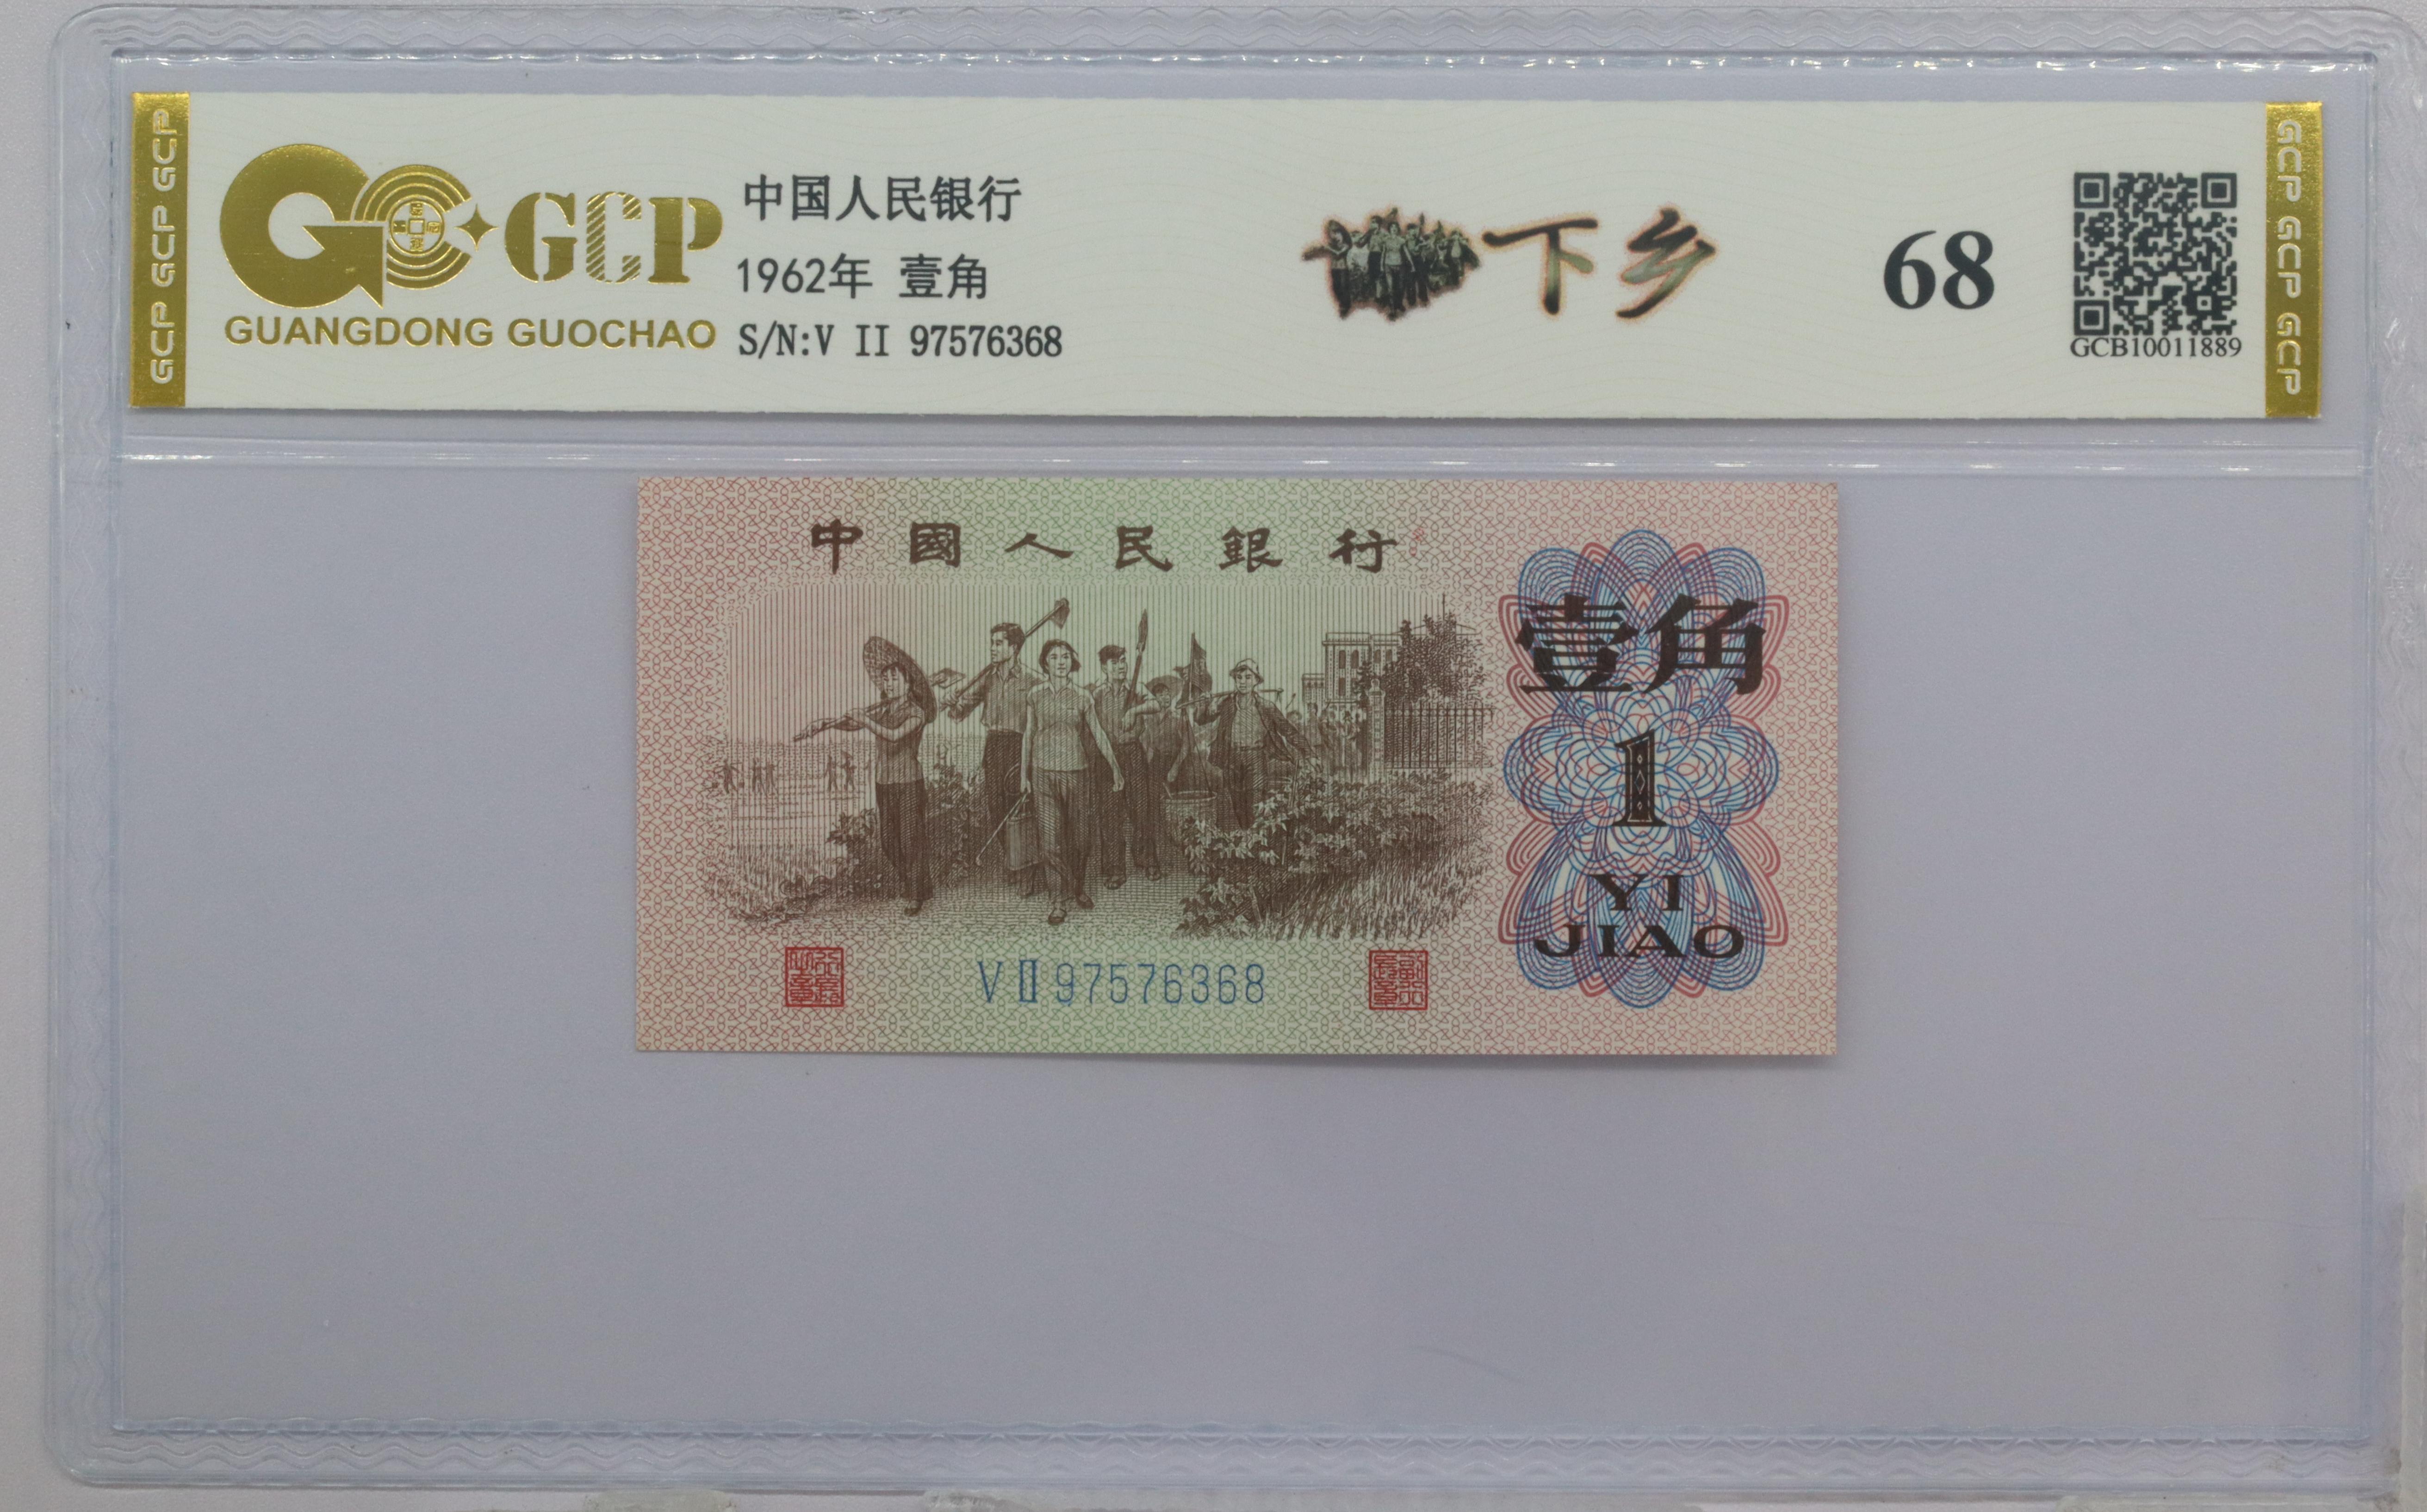 GCP GCP GCP
GCP
GUANGDONG GUOCHAO
中国人民银行
1962年 壹角
S/N:V II 97576368
下乡
68
GCB10011889
GCP GCP GCP
中國人民銀行
壹角
1
YI
JIAO
V II 97576368